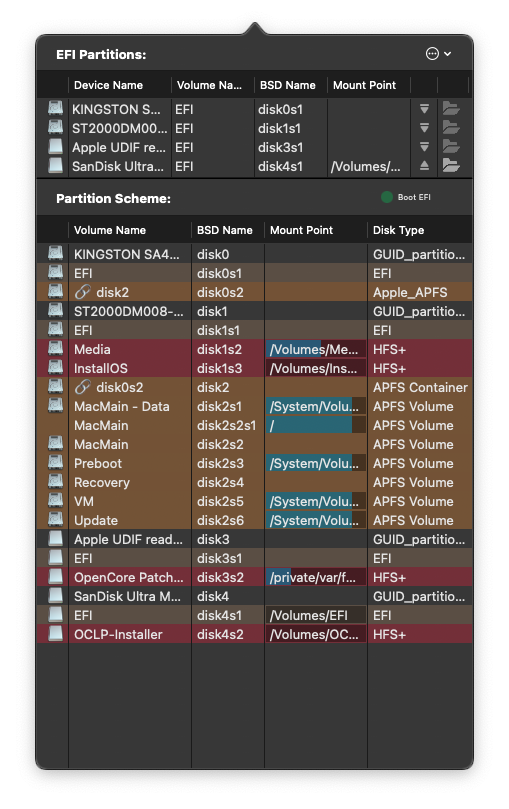 EFI Partitions:
Device Name Volume Na... BSD Name Mount Point
KINGSTON S... EFI disk0s1
ST2000DM00... EFI disk1s1
Apple UDIF re... EFI disk3s1
SanDisk Ultra... EFI disk4s1 /Volumes/...
Partition Scheme: Boot EFI
Volume Name BSD Name Mount Point Disk Type
KINGSTON SA4... disk0 GUID_partitio...
EFI disk0s1 EFI
disk2 disk0s2 Apple_APFS
ST2000DM008-... disk1 GUID_partitio...
EFI disk1s1 EFI
Media disk1s2 /Volumes/Me... HFS+
InstallOS disk1s3 /Volumes/Ins... HFS+
disk0s2 disk2 APFS Container
MacMain - Data disk2s1 /System/Volu... APFS Volume
MacMain disk2s2s1 / APFS Volume
MacMain disk2s2 APFS Volume
Preboot disk2s3 /System/Volu... APFS Volume
Recovery disk2s4 APFS Volume
VM disk2s5 /System/Volu... APFS Volume
Update disk2s6 /System/Volu... APFS Volume
Apple UDIF read... disk3 GUID_partitio...
EFI disk3s1 EFI
OpenCore Patch... disk3s2 /private/var/f... HFS+
SanDisk Ultra M... disk4 GUID_partitio...
EFI disk4s1 /Volumes/EFI EFI
OCLP-Installer disk4s2 /Volumes/OC... HFS+